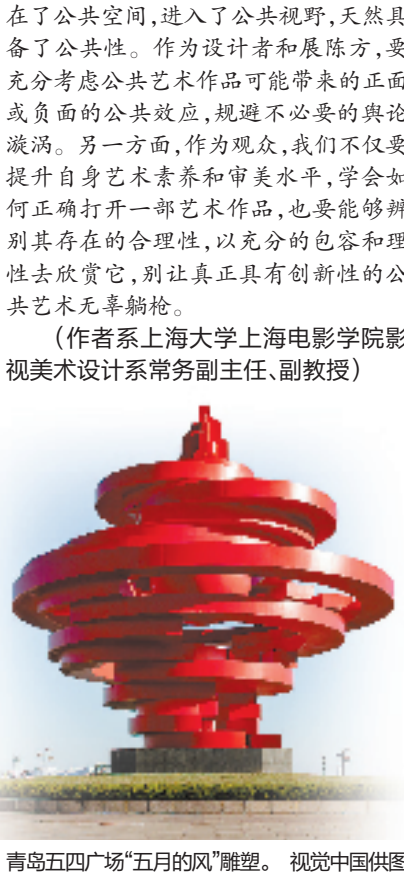 在了公共空间,进入了公共视野,天然具
备了公共性。作为设计者和展陈方,要
充分考虑公共艺术作品可能带来的正面
或负面的公共效应,规避不必要的舆论
漩涡。另一方面,作为观众,我们不仅要
提升自身艺术素养和审美水平,学会如
何正确打开一部艺术作品,也要能够辨
别其存在的合理性,以充分的包容和理
性去欣赏它,别让真正具有创新性的公
共艺术无辜躺枪。
(作者系上海大学上海电影学院影
视美术设计系常务副主任、副教授)
青岛五四广场“五月的风”雕塑。 视觉中国供图